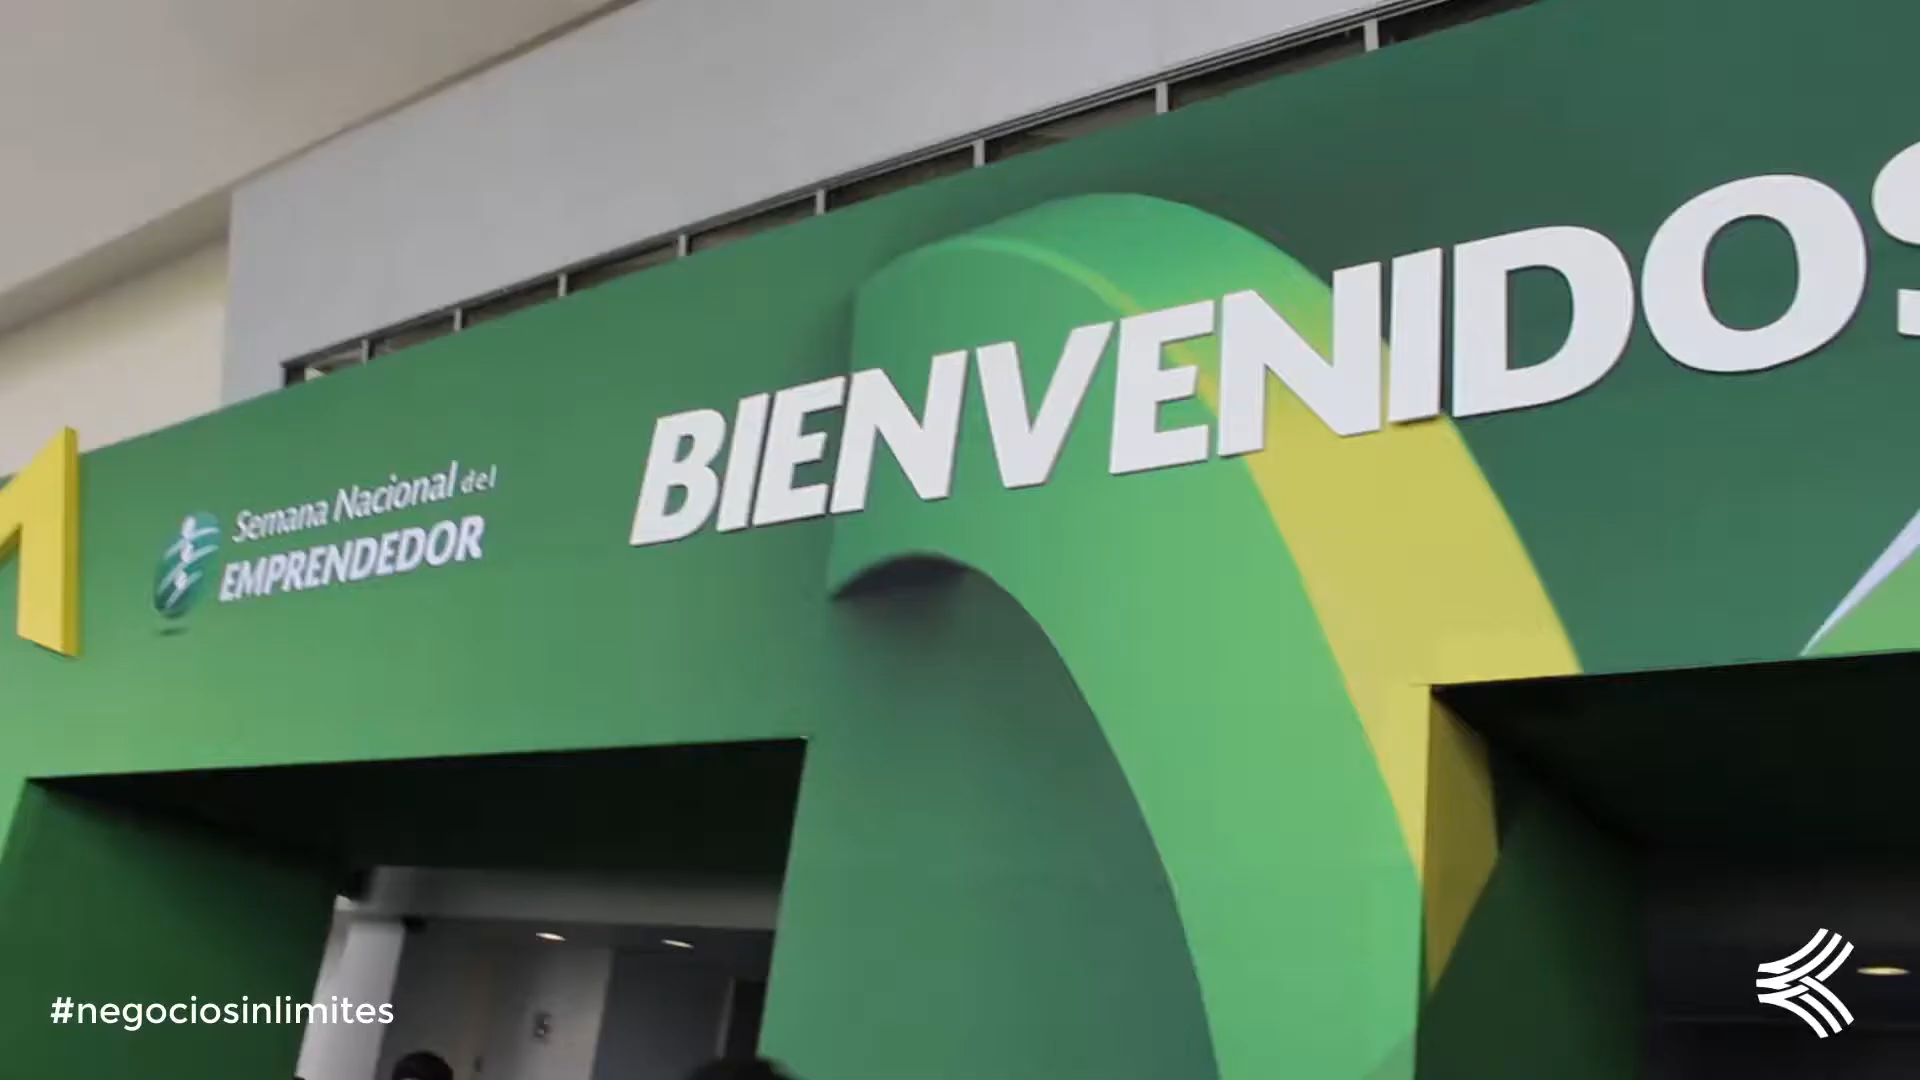 Semana Nacional del
EMPRENDEDOR
BIENVENIDOS
#negociosinlimites